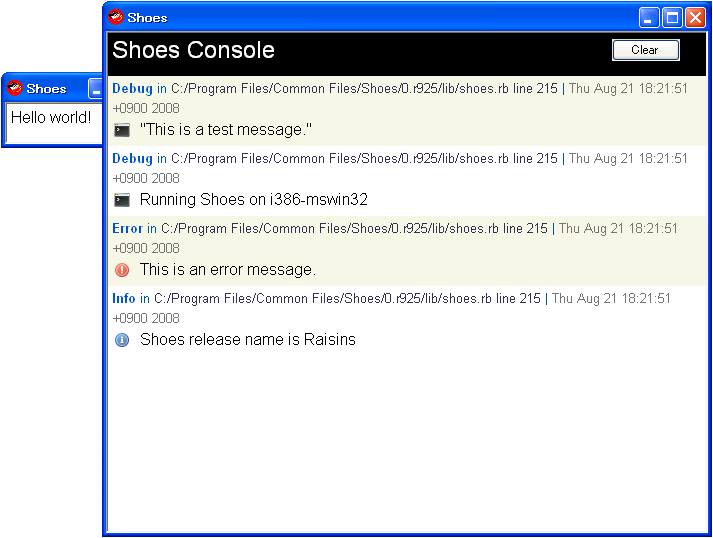 Shoes
Hello world!
Shoes
Shoes Console
Clear
Debug in C:/Program Files/Common Files/Shoes/0.r925/lib/shoes.rb line 215 | Thu Aug 21 18:21:51
+0900 2008
"This is a test message."
Debug in C:/Program Files/Common Files/Shoes/0.r925/lib/shoes.rb line 215 | Thu Aug 21 18:21:51
+0900 2008
Running Shoes on i386-mswin32
Error in C:/Program Files/Common Files/Shoes/0.r925/lib/shoes.rb line 215 | Thu Aug 21 18:21:51
+0900 2008
This is an error message.
Info in C:/Program Files/Common Files/Shoes/0.r925/lib/shoes.rb line 215 | Thu Aug 21 18:21:51
+0900 2008
Shoes release name is Raisins